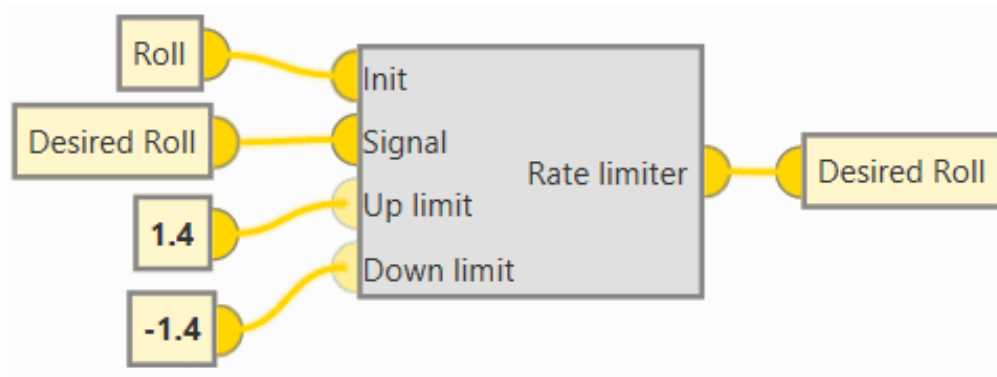 Roll
Init
Desired Roll
Signal
Rate limiter
Desired Roll
1.4
Up limit
-1.4
Down limit